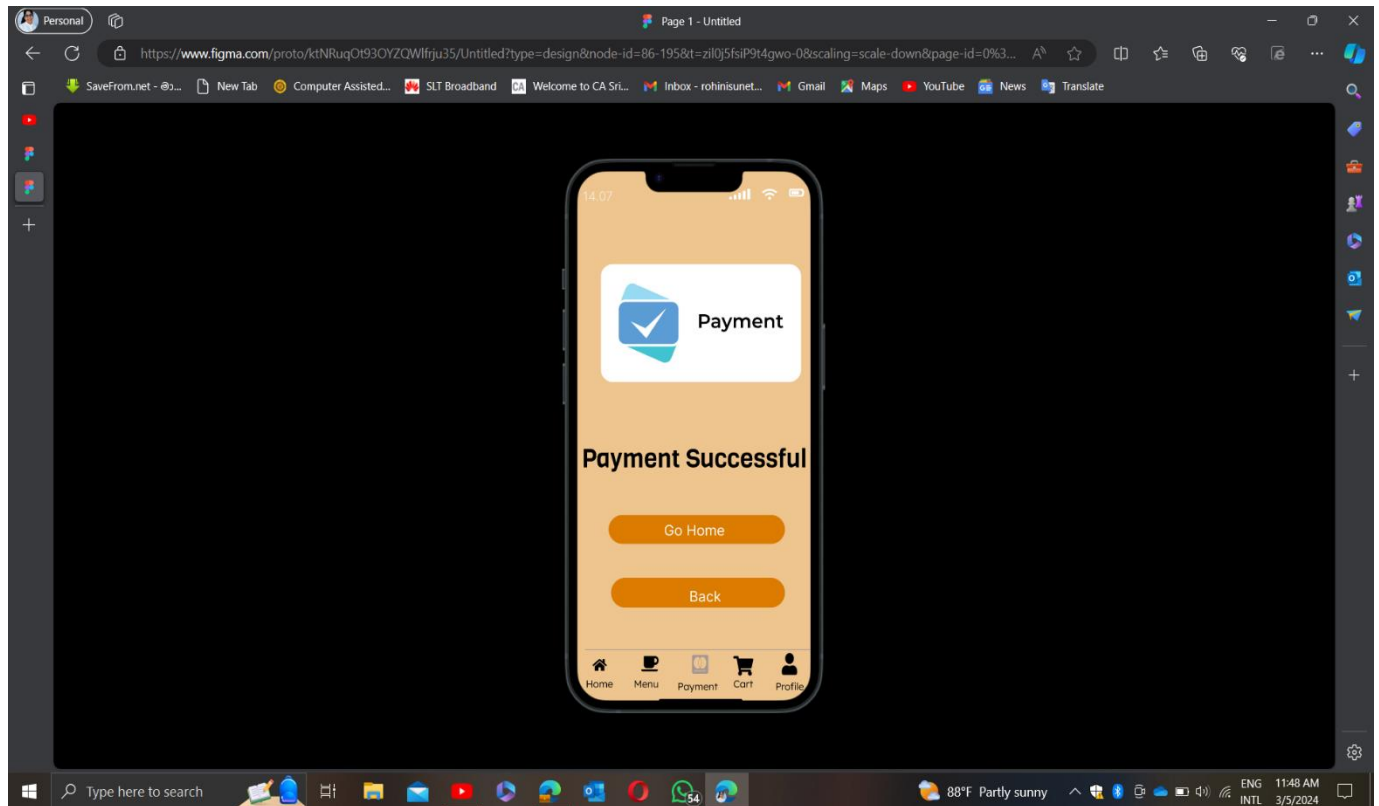 Personal
Page 1 - Untitled
https://www.figma.com/proto/ktNRuqOt93OYZQWlfrju35/Untitled?type=design&node-id=86-195&t=zil0j5fsiP9t4gwo-0&scaling=scale-down&page-id=0%3...
SaveFrom.net - මා...
New Tab
Computer Assisted...
SLT Broadband
CA
Welcome to CA Sri...
Inbox - rohinisunet...
Gmail
Maps
YouTube
News
Translate
14.07
Payment
Payment Successful
Go Home
Back
Home
Menu
Payment
Cart
Profile
Type here to search
54
88°F Partly sunny
ENG
INTL
11:48 AM
3/5/2024